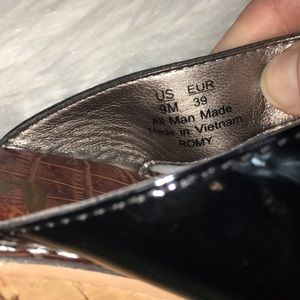 US EUR
9M 39
All Man Made
Made in Vietnam
ROMY